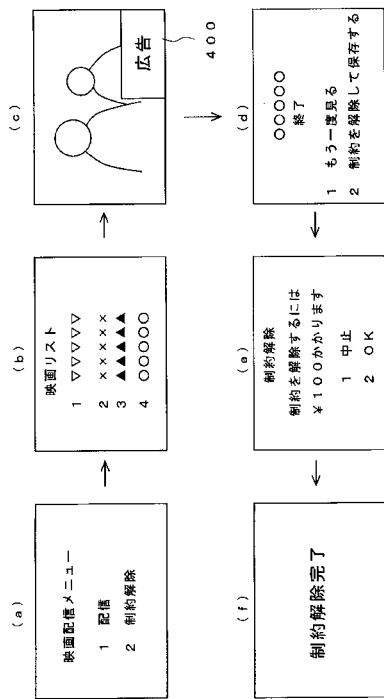 (a)
映画配信メニュー
1 配信
2 制約解除
(b)
映画リスト
1 ▽▽▽▽▽
2 ×××××
3 ▲▲▲▲▲
4 ○○○○○
(c)
広告
400
(d)
○○○○○
終了
1 もう一度見る
2 制約を解除して保存する
(e)
制約解除
制約を解除するには
¥100かかります
1 中止
2 OK
(f)
制約解除完了